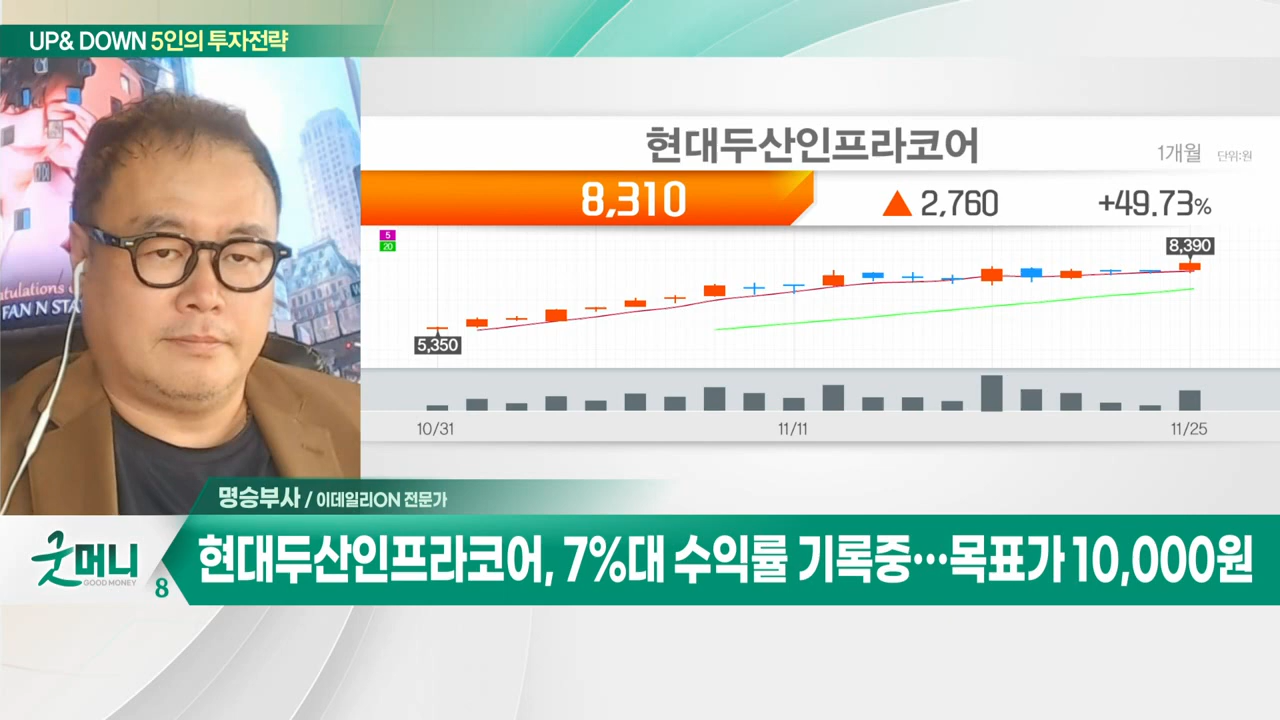 UP& DOWN 5인의 투자전략
현대두산인프라코어
1개월 단위:원
8,310 ▲ 2,760 +49.73%
5
20
8,390
5,350
10/31 11/11 11/25
FAN N STA
명승부사 / 이데일리ON 전문가
굿머니
GOOD MONEY
8
현대두산인프라코어, 7%대 수익률 기록중…목표가 10,000원